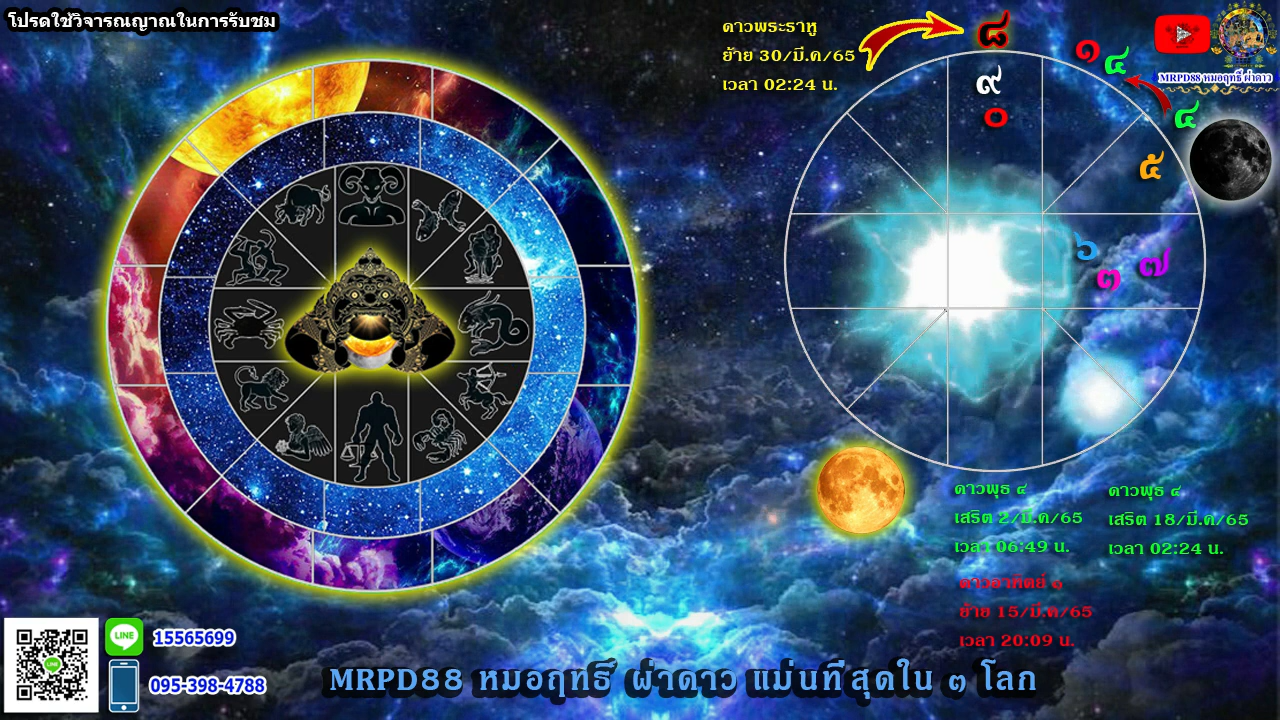 โปรดใช้วิจารณญาณในการรับชม
ดาวพระราหู
ย้าย 30/มี.ค/65
เวลา 02:24 น.
๘
๙
๐
๑
๔
๔
๕
๖
๓
๗
MRPD88 หมอฤทธิ์ ผ่าดาว
ดาวพุธ ๔
เสริต 2/มี.ค/65
เวลา 06:49 น.
ดาวพุธ ๔
เสริต 18/มี.ค/65
เวลา 02:24 น.
ดาวอาทิตย์ ๑
ย้าย 15/มี.ค/65
เวลา 20:09 น.
LINE
LINE
15565699
095-398-4788
MRPD88 หมอฤทธิ์ ผ่าดาว แม่นที่สุดใน ๓ โลก